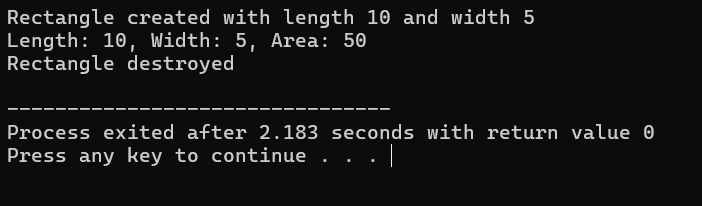 Rectangle created with length 10 and width 5
Length: 10, Width: 5, Area: 50
Rectangle destroyed
--------------------------------
Process exited after 2.183 seconds with return value 0
Press any key to continue . . .